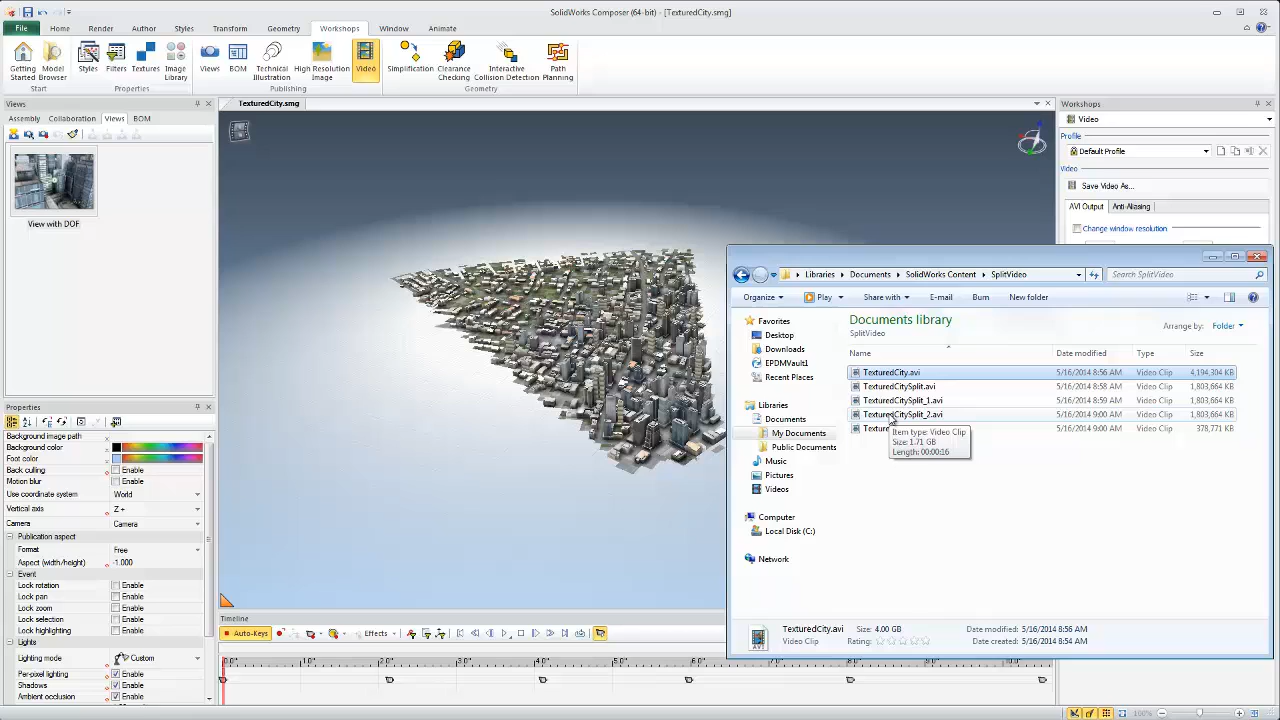 SolidWorks Composer (64-bit) - [TexturedCity.smg]
File Home Render Author Styles Transform Geometry Workshops Window Animate
Getting Started Model Browser Styles Filters Textures Image Library Views BOM Technical Illustration High Resolution Image Video Simplification Clearance Checking Interactive Collision Detection Path Planning
Start Properties Publishing Geometry
Views
TexturedCity.smg
Workshops
Assembly Collaboration Views BOM
Video
Profile
Default Profile
Video
Save Video As...
AVI Output Anti-Aliasing
Change window resolution
View with DOF
Libraries Documents SolidWorks Content SplitVideo Search SplitVideo
Organize Play Share with E-mail Burn New folder
Favorites
Desktop
Downloads
EPDMVault1
Recent Places
Libraries
Documents
My Documents
Public Documents
Music
Pictures
Videos
Computer
Local Disk (C:)
Network
Documents library
SplitVideo
Arrange by: Folder
Name Date modified Type Size
TexturedCity.avi 5/16/2014 8:56 AM Video Clip 4,194,304 KB
TexturedCitySplit.avi 5/16/2014 8:58 AM Video Clip 1,803,664 KB
TexturedCitySplit_1.avi 5/16/2014 8:59 AM Video Clip 1,803,664 KB
TexturedCitySplit_2.avi 5/16/2014 9:00 AM Video Clip 1,803,664 KB
5/16/2014 9:00 AM Video Clip 378,771 KB
Item type: Video Clip
Size: 1.71 GB
Length: 00:00:16
TexturedCity.avi Size: 4.00 GB Date modified: 5/16/2014 8:56 AM
Video Clip Rating: Date created: 5/16/2014 8:54 AM
Properties
Background image path
Background color
Foot color
Back culling Enable
Motion blur Enable
Use coordinate system World
Vertical axis Z +
Camera Camera
Publication aspect
Format Free
Aspect (width/height) -1.000
Event
Lock rotation Enable
Lock pan Enable
Lock zoom Enable
Lock selection Enable
Lock highlighting Enable
Lights
Lighting mode Custom
Per-pixel lighting Enable
Shadows Enable
Ambient occlusion Enable
Timeline
Auto-Keys Effects
100%